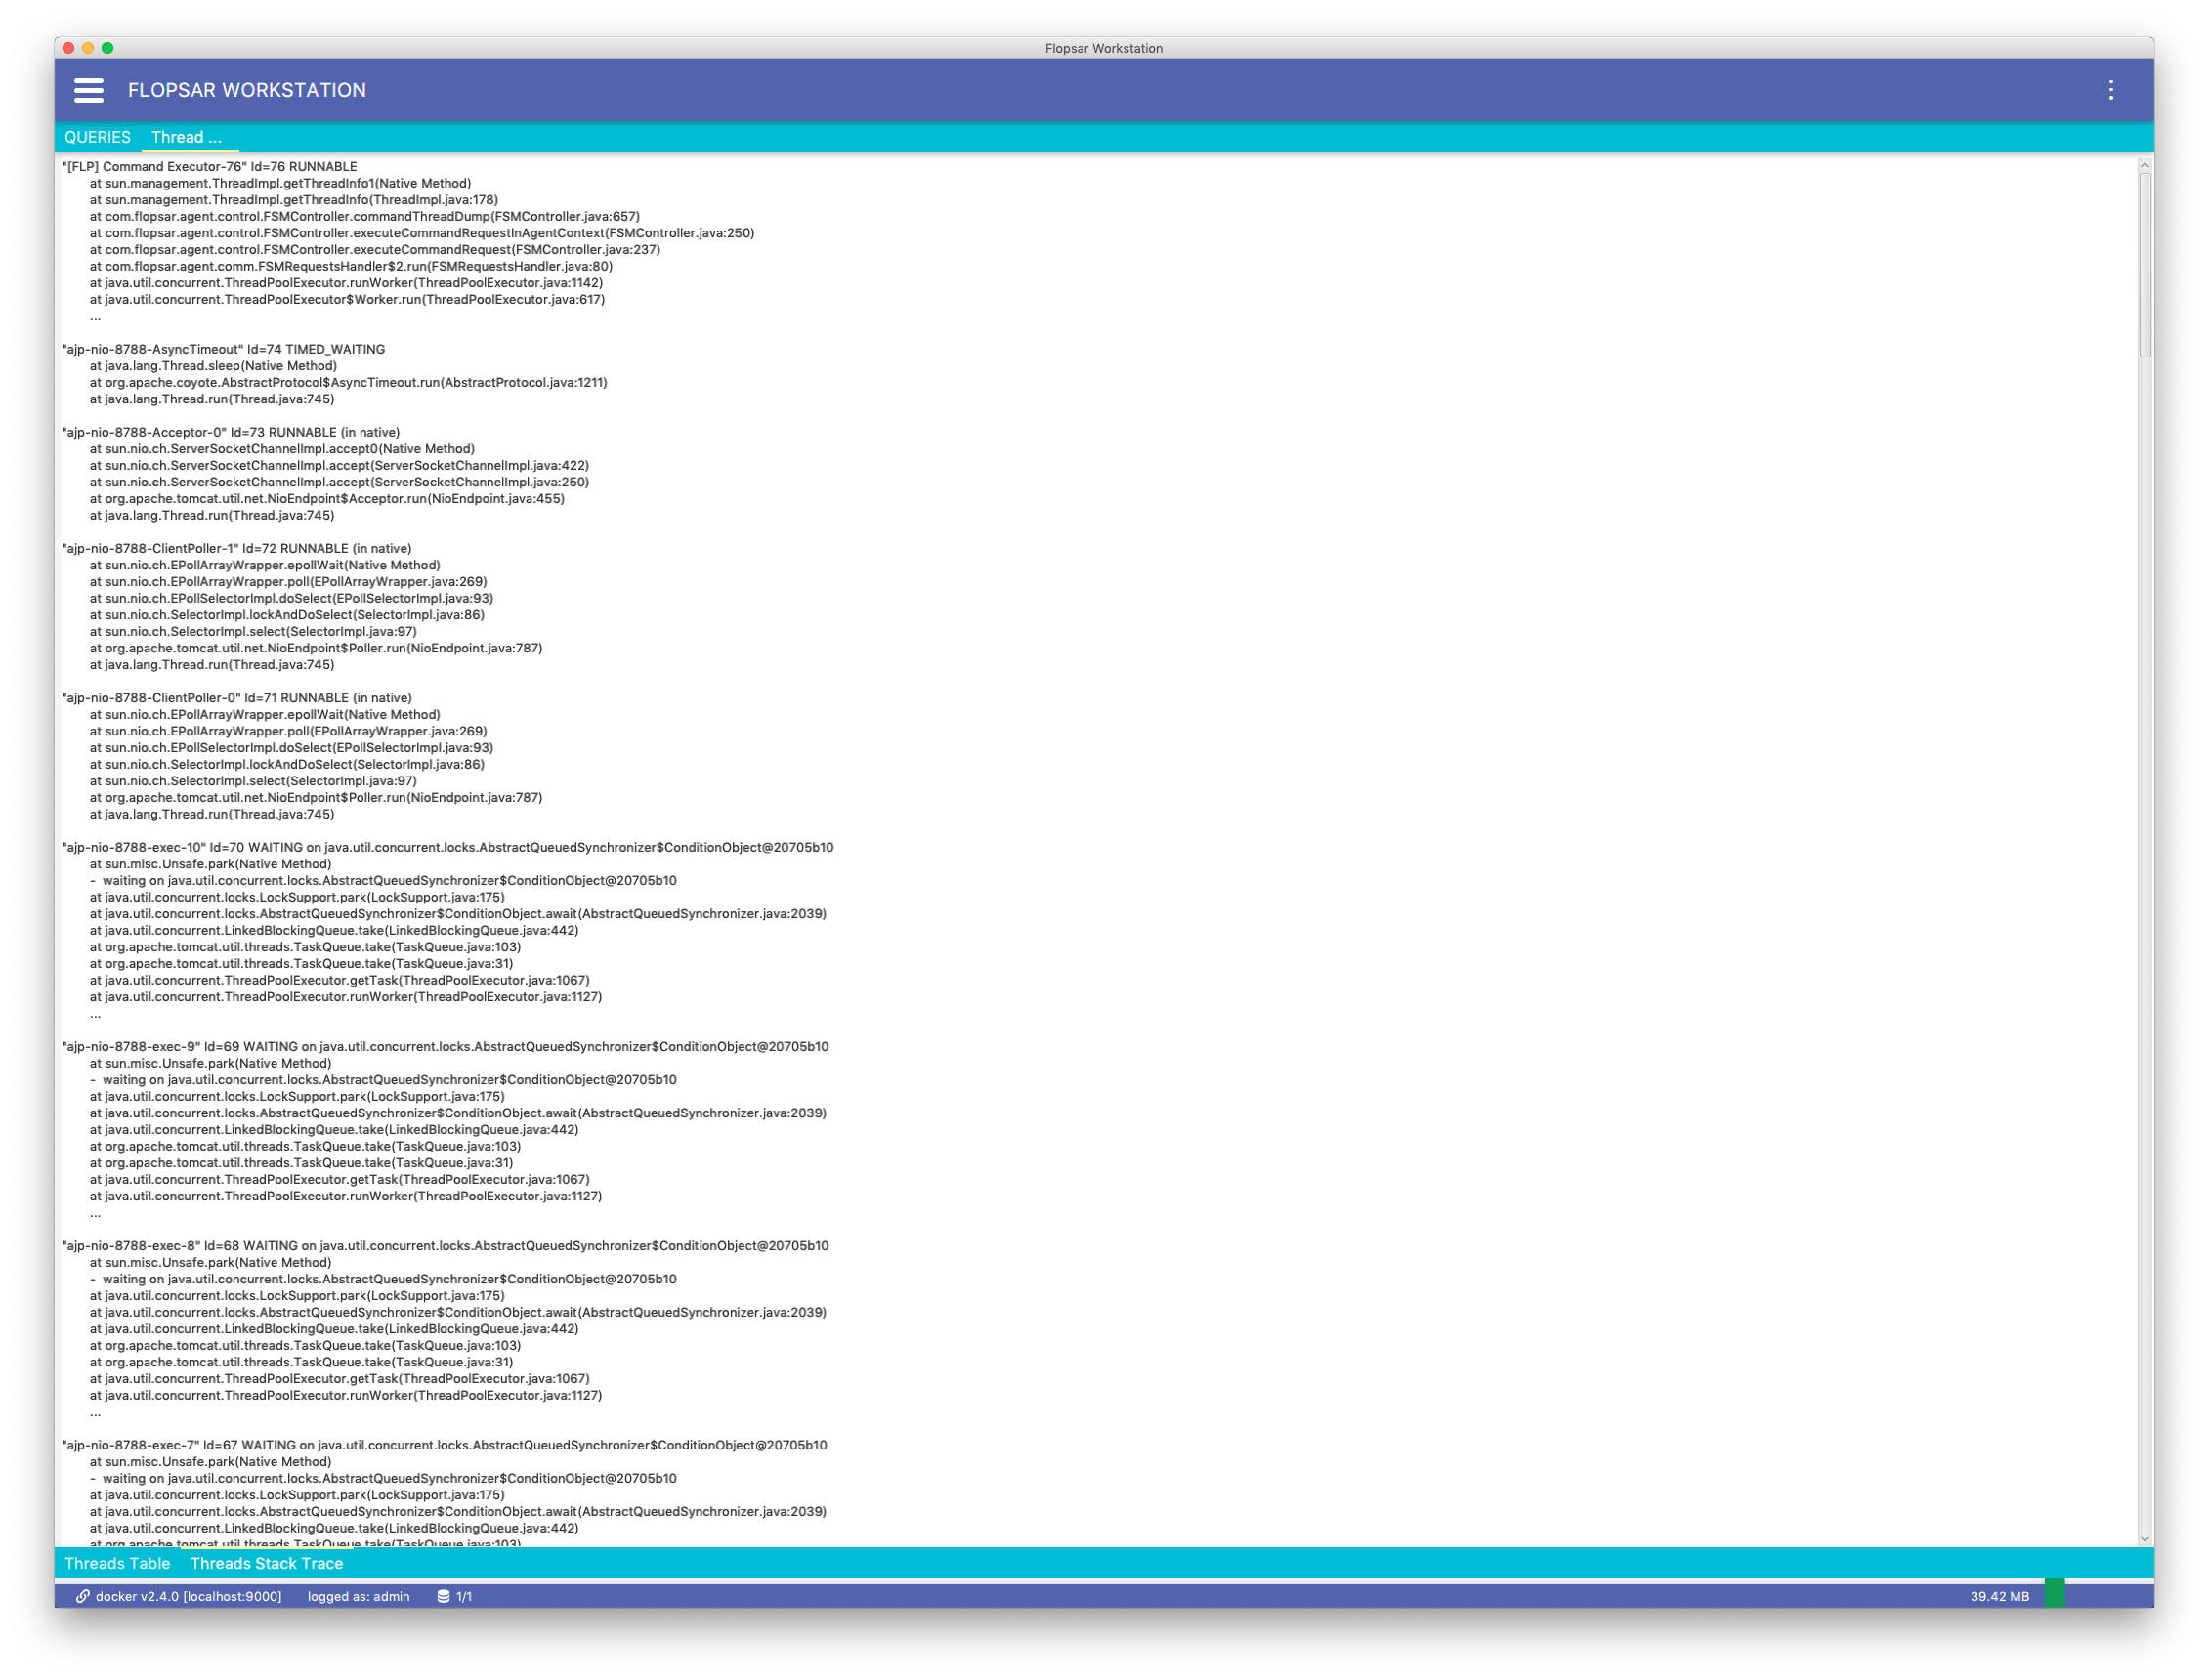 Flopsar Workstation
FLOPSAR WORKSTATION
QUERIES Thread ...
"[FLP] Command Executor-76" Id=76 RUNNABLE
at sun.management.ThreadImpl.getThreadInfo1(Native Method)
at sun.management.ThreadImpl.getThreadInfo(ThreadImpl.java:178)
at com.flopsar.agent.control.FSMController.commandThreadDump(FSMController.java:657)
at com.flopsar.agent.control.FSMController.executeCommandRequestInAgentContext(FSMController.java:250)
at com.flopsar.agent.control.FSMController.executeCommandRequest(FSMController.java:237)
at com.flopsar.agent.comm.FSMRequestsHandler$2.run(FSMRequestsHandler.java:80)
at java.util.concurrent.ThreadPoolExecutor.runWorker(ThreadPoolExecutor.java:1142)
at java.util.concurrent.ThreadPoolExecutor$Worker.run(ThreadPoolExecutor.java:617)
...
"ajp-nio-8788-AsyncTimeout" Id=74 TIMED_WAITING
at java.lang.Thread.sleep(Native Method)
at org.apache.coyote.AbstractProtocol$AsyncTimeout.run(AbstractProtocol.java:1211)
at java.lang.Thread.run(Thread.java:745)
"ajp-nio-8788-Acceptor-0" Id=73 RUNNABLE (in native)
at sun.nio.ch.ServerSocketChannelImpl.accept0(Native Method)
at sun.nio.ch.ServerSocketChannelImpl.accept(ServerSocketChannelImpl.java:422)
at sun.nio.ch.ServerSocketChannelImpl.accept(ServerSocketChannelImpl.java:250)
at org.apache.tomcat.util.net.NioEndpoint$Acceptor.run(NioEndpoint.java:455)
at java.lang.Thread.run(Thread.java:745)
"ajp-nio-8788-ClientPoller-1" Id=72 RUNNABLE (in native)
at sun.nio.ch.EPollArrayWrapper.epollWait(Native Method)
at sun.nio.ch.EPollArrayWrapper.poll(EPollArrayWrapper.java:269)
at sun.nio.ch.EPollSelectorImpl.doSelect(EPollSelectorImpl.java:93)
at sun.nio.ch.SelectorImpl.lockAndDoSelect(SelectorImpl.java:86)
at sun.nio.ch.SelectorImpl.select(SelectorImpl.java:97)
at org.apache.tomcat.util.net.NioEndpoint$Poller.run(NioEndpoint.java:787)
at java.lang.Thread.run(Thread.java:745)
"ajp-nio-8788-ClientPoller-0" Id=71 RUNNABLE (in native)
at sun.nio.ch.EPollArrayWrapper.epollWait(Native Method)
at sun.nio.ch.EPollArrayWrapper.poll(EPollArrayWrapper.java:269)
at sun.nio.ch.EPollSelectorImpl.doSelect(EPollSelectorImpl.java:93)
at sun.nio.ch.SelectorImpl.lockAndDoSelect(SelectorImpl.java:86)
at sun.nio.ch.SelectorImpl.select(SelectorImpl.java:97)
at org.apache.tomcat.util.net.NioEndpoint$Poller.run(NioEndpoint.java:787)
at java.lang.Thread.run(Thread.java:745)
"ajp-nio-8788-exec-10" Id=70 WAITING on java.util.concurrent.locks.AbstractQueuedSynchronizer$ConditionObject@20705b10
at sun.misc.Unsafe.park(Native Method)
- waiting on java.util.concurrent.locks.AbstractQueuedSynchronizer$ConditionObject@20705b10
at java.util.concurrent.locks.LockSupport.park(LockSupport.java:175)
at java.util.concurrent.locks.AbstractQueuedSynchronizer$ConditionObject.await(AbstractQueuedSynchronizer.java:2039)
at java.util.concurrent.LinkedBlockingQueue.take(LinkedBlockingQueue.java:442)
at org.apache.tomcat.util.threads.TaskQueue.take(TaskQueue.java:103)
at org.apache.tomcat.util.threads.TaskQueue.take(TaskQueue.java:31)
at java.util.concurrent.ThreadPoolExecutor.getTask(ThreadPoolExecutor.java:1067)
at java.util.concurrent.ThreadPoolExecutor.runWorker(ThreadPoolExecutor.java:1127)
...
"ajp-nio-8788-exec-9" Id=69 WAITING on java.util.concurrent.locks.AbstractQueuedSynchronizer$ConditionObject@20705b10
at sun.misc.Unsafe.park(Native Method)
- waiting on java.util.concurrent.locks.AbstractQueuedSynchronizer$ConditionObject@20705b10
at java.util.concurrent.locks.LockSupport.park(LockSupport.java:175)
at java.util.concurrent.locks.AbstractQueuedSynchronizer$ConditionObject.await(AbstractQueuedSynchronizer.java:2039)
at java.util.concurrent.LinkedBlockingQueue.take(LinkedBlockingQueue.java:442)
at org.apache.tomcat.util.threads.TaskQueue.take(TaskQueue.java:103)
at org.apache.tomcat.util.threads.TaskQueue.take(TaskQueue.java:31)
at java.util.concurrent.ThreadPoolExecutor.getTask(ThreadPoolExecutor.java:1067)
at java.util.concurrent.ThreadPoolExecutor.runWorker(ThreadPoolExecutor.java:1127)
...
"ajp-nio-8788-exec-8" Id=68 WAITING on java.util.concurrent.locks.AbstractQueuedSynchronizer$ConditionObject@20705b10
at sun.misc.Unsafe.park(Native Method)
- waiting on java.util.concurrent.locks.AbstractQueuedSynchronizer$ConditionObject@20705b10
at java.util.concurrent.locks.LockSupport.park(LockSupport.java:175)
at java.util.concurrent.locks.AbstractQueuedSynchronizer$ConditionObject.await(AbstractQueuedSynchronizer.java:2039)
at java.util.concurrent.LinkedBlockingQueue.take(LinkedBlockingQueue.java:442)
at org.apache.tomcat.util.threads.TaskQueue.take(TaskQueue.java:103)
at org.apache.tomcat.util.threads.TaskQueue.take(TaskQueue.java:31)
at java.util.concurrent.ThreadPoolExecutor.getTask(ThreadPoolExecutor.java:1067)
at java.util.concurrent.ThreadPoolExecutor.runWorker(ThreadPoolExecutor.java:1127)
...
"ajp-nio-8788-exec-7" Id=67 WAITING on java.util.concurrent.locks.AbstractQueuedSynchronizer$ConditionObject@20705b10
at sun.misc.Unsafe.park(Native Method)
- waiting on java.util.concurrent.locks.AbstractQueuedSynchronizer$ConditionObject@20705b10
at java.util.concurrent.locks.LockSupport.park(LockSupport.java:175)
at java.util.concurrent.locks.AbstractQueuedSynchronizer$ConditionObject.await(AbstractQueuedSynchronizer.java:2039)
at java.util.concurrent.LinkedBlockingQueue.take(LinkedBlockingQueue.java:442)
at org.apache.tomcat.util.threads.TaskQueue.take(TaskQueue.java:103)
Threads Table Threads Stack Trace
docker v2.4.0 [localhost:9000] logged as: admin 1/1 39.42 MB